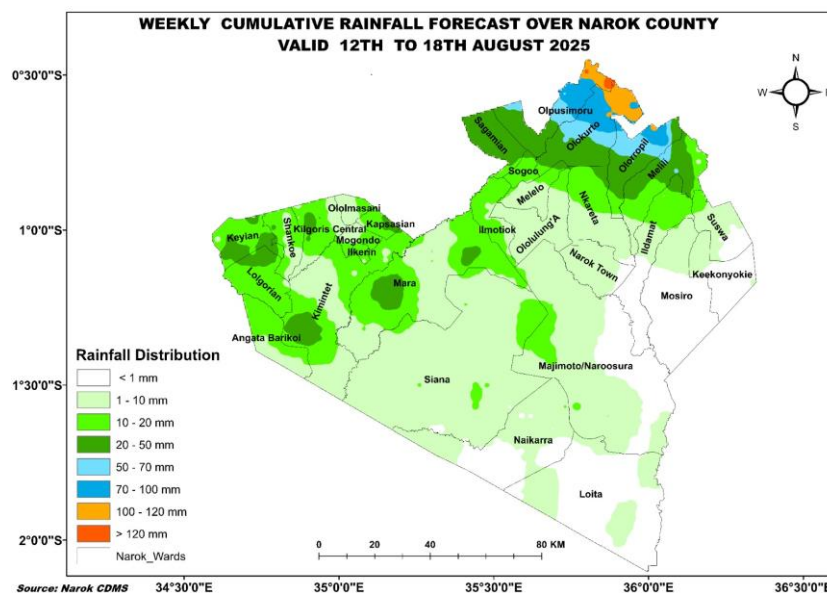 WEEKLY CUMULATIVE RAINFALL FORECAST OVER NAROK COUNTY
VALID 12TH TO 18TH AUGUST 2025
0°30'0"S
1°0'0"S
1°30'0"S
2°0'0"S
N
W
E
S
Olpusimoru
Sagamian
Olokurto
Olotropil
Melili
Sogoo
Melelo
Nkareta
Ololmasani
Shankoe
Keyian
Kilgoris Central
Kapsasian
Mogondo
Ilkerin
Ilmotiok
Ololulung'A
Ildamat
Suswa
Narok Town
Keekonyokie
Lolgorian
Kimintet
Mara
Mosiro
Angata Barikoi
Siana
Majimoto/Naroosura
Naikarra
Loita
Rainfall Distribution
< 1 mm
1 - 10 mm
10 - 20 mm
20 - 50 mm
50 - 70 mm
70 - 100 mm
100 - 120 mm
> 120 mm
Narok_Wards
0 20 40 80 KM
Source: Narok CDMS
34°30'0"E
35°0'0"E
35°30'0"E
36°0'0"E
36°30'0"E